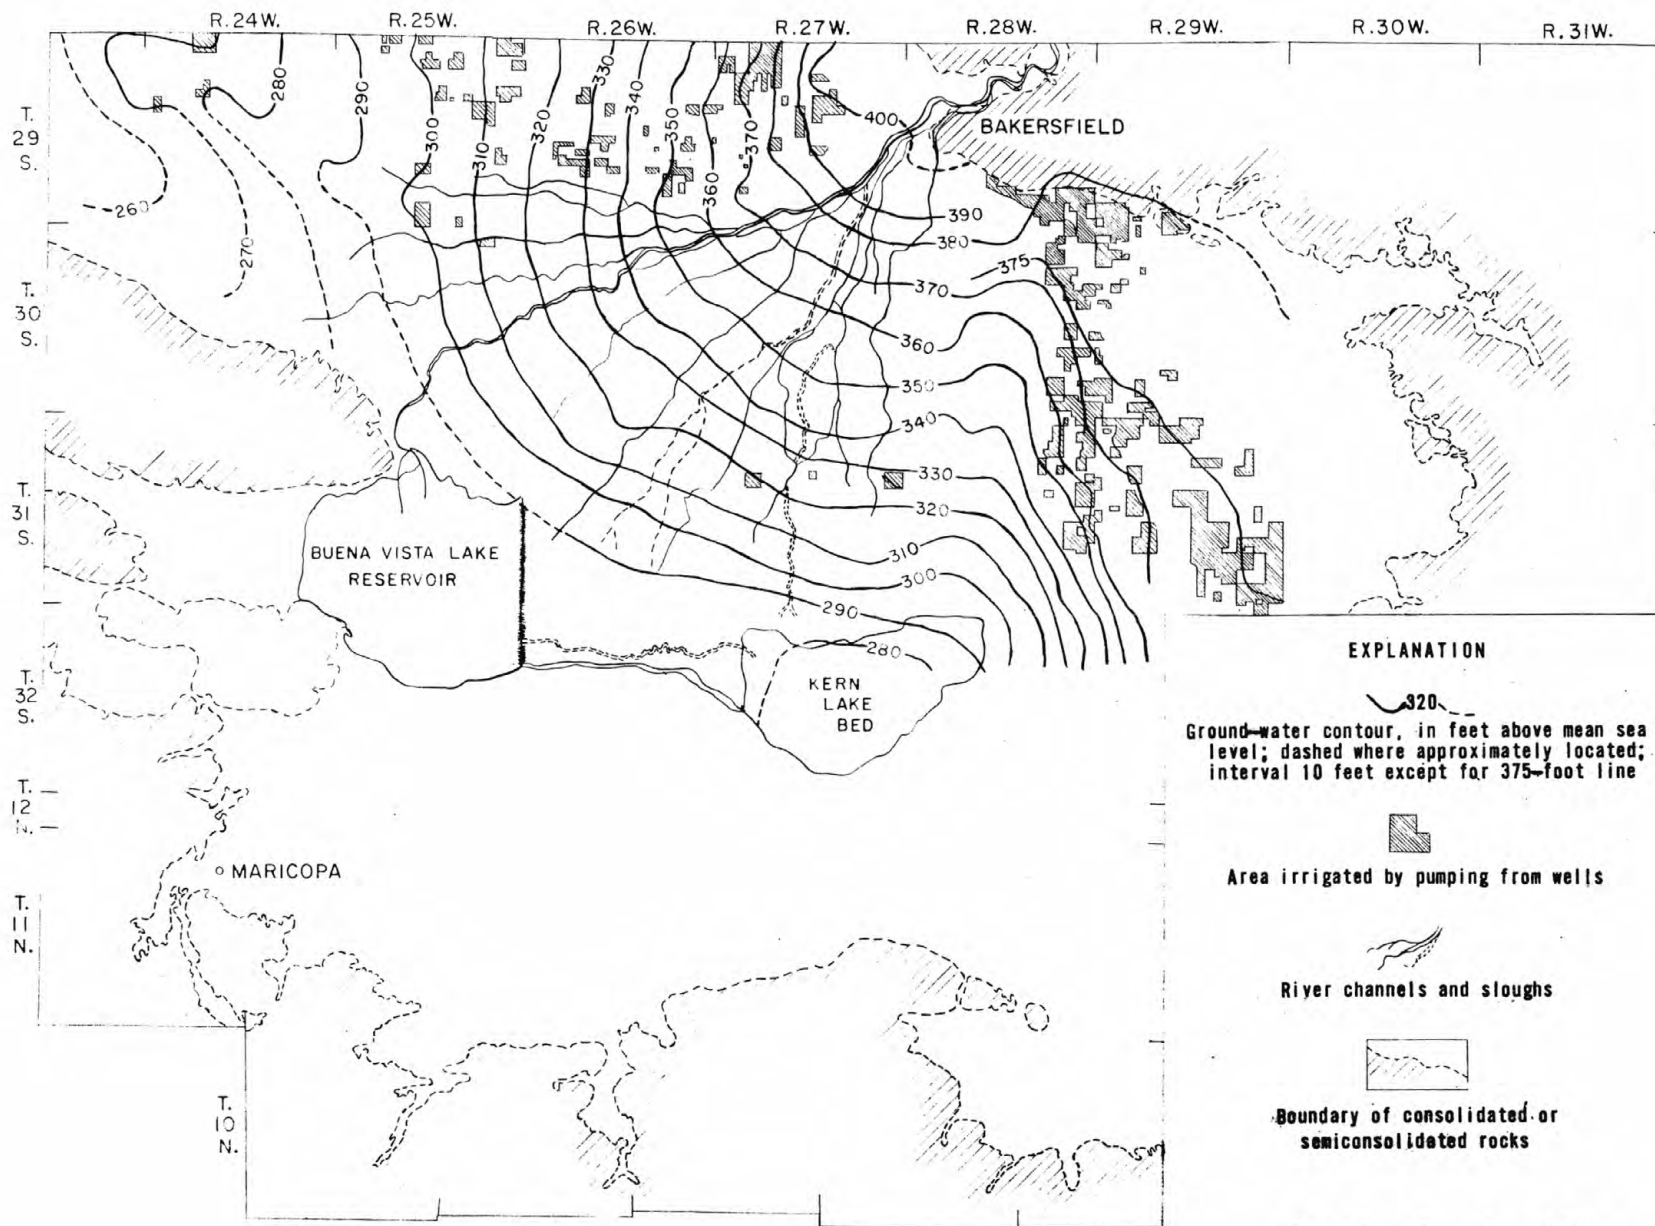 R.24W. R.25W. R.26W. R.27W. R.28W. R.29W. R.30W. R.31W.
T.
29
S.
T.
30
S.
T.
31
S.
T.
32
S.
T.
12
N.
T.
11
N.
T.
10
N.
260
270
280
290
300
310
320
330
340
350
360
370
400
390
380
375
370
360
350
340
330
320
310
300
290
280
BAKERSFIELD
BUENA VISTA LAKE
RESERVOIR
KERN
LAKE
BED
MARICOPA
EXPLANATION
320
Ground-water contour, in feet above mean sea
level; dashed where approximately located;
interval 10 feet except for 375-foot line
Area irrigated by pumping from wells
River channels and sloughs
Boundary of consolidated or
semiconsolidated rocks